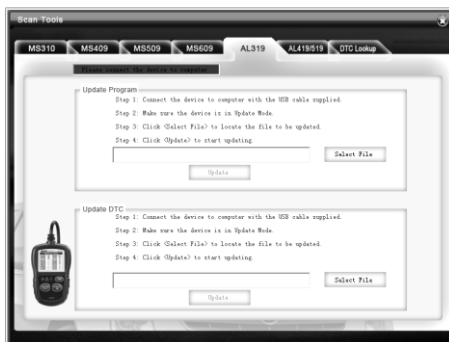 Scan Tools
MS310 MS409 MS509 MS609 AL319 AL419/519 DTC Lookup
Please connect the device to computer
Update Program
Step 1: Connect the device to computer with the USB cable supplied.
Step 2: Make sure the device is in Update Mode.
Step 3: Click <Select File> to locate the file to be updated.
Step 4: Click <Update> to start updating.
Select File
Update
Update DTC
Step 1: Connect the device to computer with the USB cable supplied.
Step 2: Make sure the device is in Update Mode.
Step 3: Click <Select File> to locate the file to be updated.
Step 4: Click <Update> to start updating.
Select File
Update